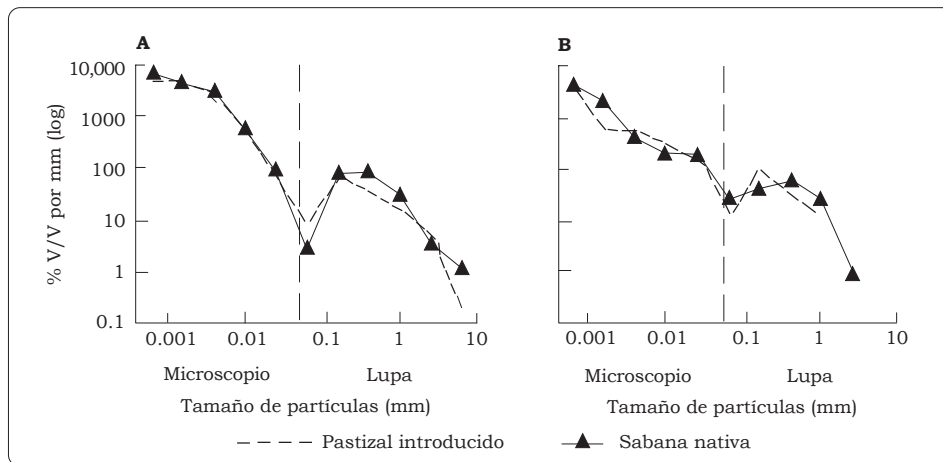 A
B
% V/V por mm (log)
10,000
1000
100
10
1
0.1
0.001 0.01 0.1 1 10
0.001 0.01 0.1 1 10
Microscopio Lupa
Microscopio Lupa
Tamaño de partículas (mm)
Tamaño de partículas (mm)
Pastizal introducido
Sabana nativa